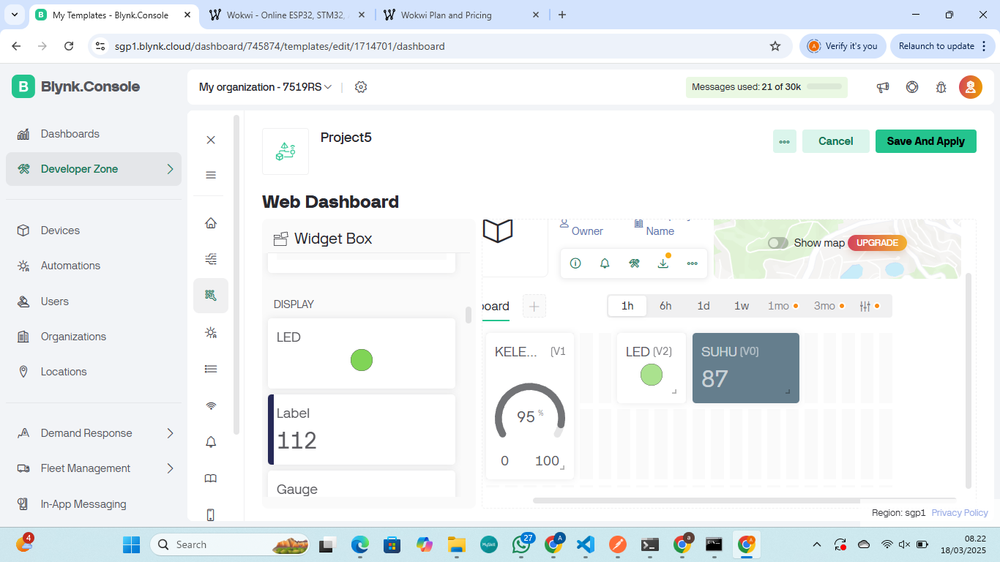 My Templates - Blynk.Console
Wokwi - Online ESP32, STM32,
Wokwi Plan and Pricing
sgp1.blynk.cloud/dashboard/745874/templates/edit/1714701/dashboard
Verify it's you
Relaunch to update
B Blynk.Console
My organization - 7519RS
Messages used: 21 of 30k
Dashboards
Developer Zone
Devices
Automations
Users
Organizations
Locations
Demand Response
Fleet Management
In-App Messaging
Project5
Cancel
Save And Apply
Web Dashboard
Widget Box
DISPLAY
LED
Label
112
Gauge
Owner
Name
Show map
UPGRADE
board
1h
6h
1d
1w
1mo
3mo
KELE... (V1
95 %
0
100
LED (V2)
SUHU (V0)
87
Region: sgp1
Privacy Policy
4
Search
MySkill
27
A
a
08.22
18/03/2025